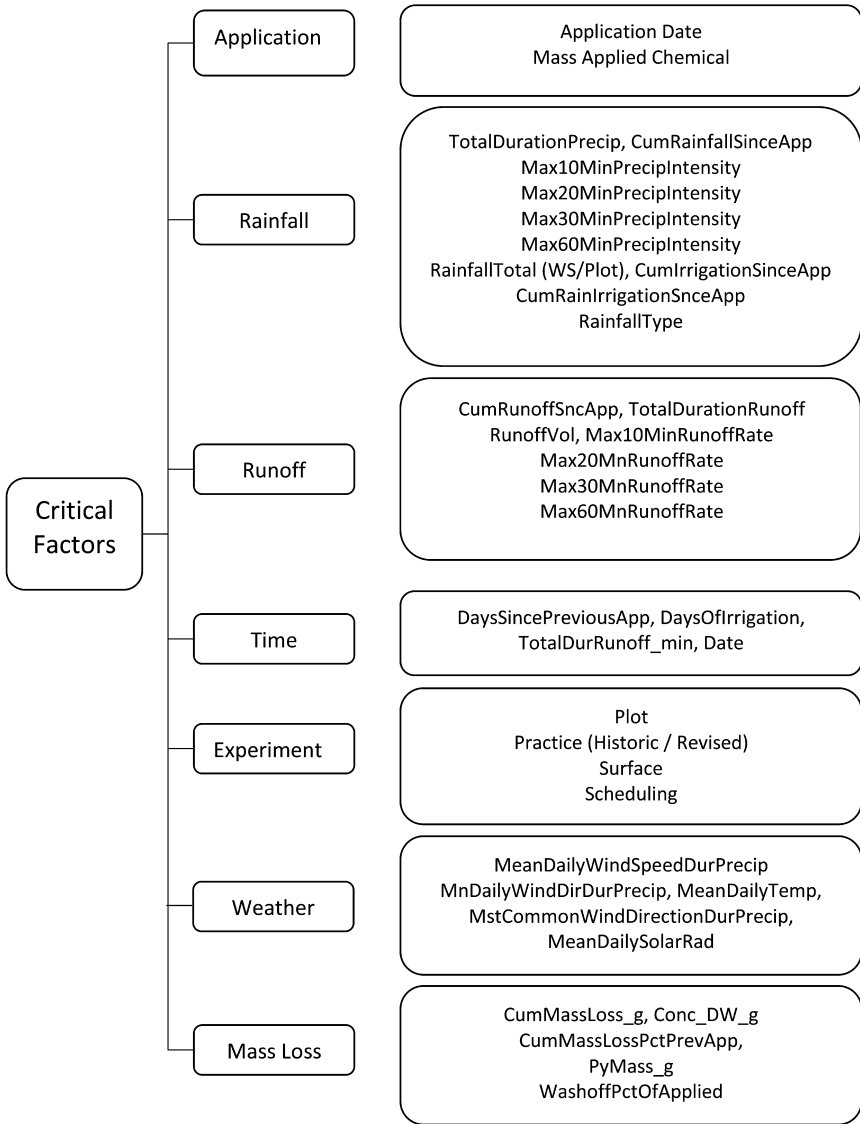 Critical
Factors
Application
Application Date
Mass Applied Chemical
Rainfall
TotalDurationPrecip, CumRainfallSinceApp
Max10MinPrecipIntensity
Max20MinPrecipIntensity
Max30MinPrecipIntensity
Max60MinPrecipIntensity
RainfallTotal (WS/Plot), CumIrrigationSinceApp
CumRainIrrigationSnceApp
RainfallType
Runoff
CumRunoffSncApp, TotalDurationRunoff
RunoffVol, Max10MinRunoffRate
Max20MnRunoffRate
Max30MnRunoffRate
Max60MnRunoffRate
Time
DaysSincePreviousApp, DaysOfIrrigation,
TotalDurRunoff_min, Date
Experiment
Plot
Practice (Historic / Revised)
Surface
Scheduling
Weather
MeanDailyWindSpeedDurPrecip
MnDailyWindDirDurPrecip, MeanDailyTemp,
MstCommonWindDirectionDurPrecip,
MeanDailySolarRad
Mass Loss
CumMassLoss_g, Conc_DW_g
CumMassLossPctPrevApp,
PyMass_g
WashoffPctOfApplied